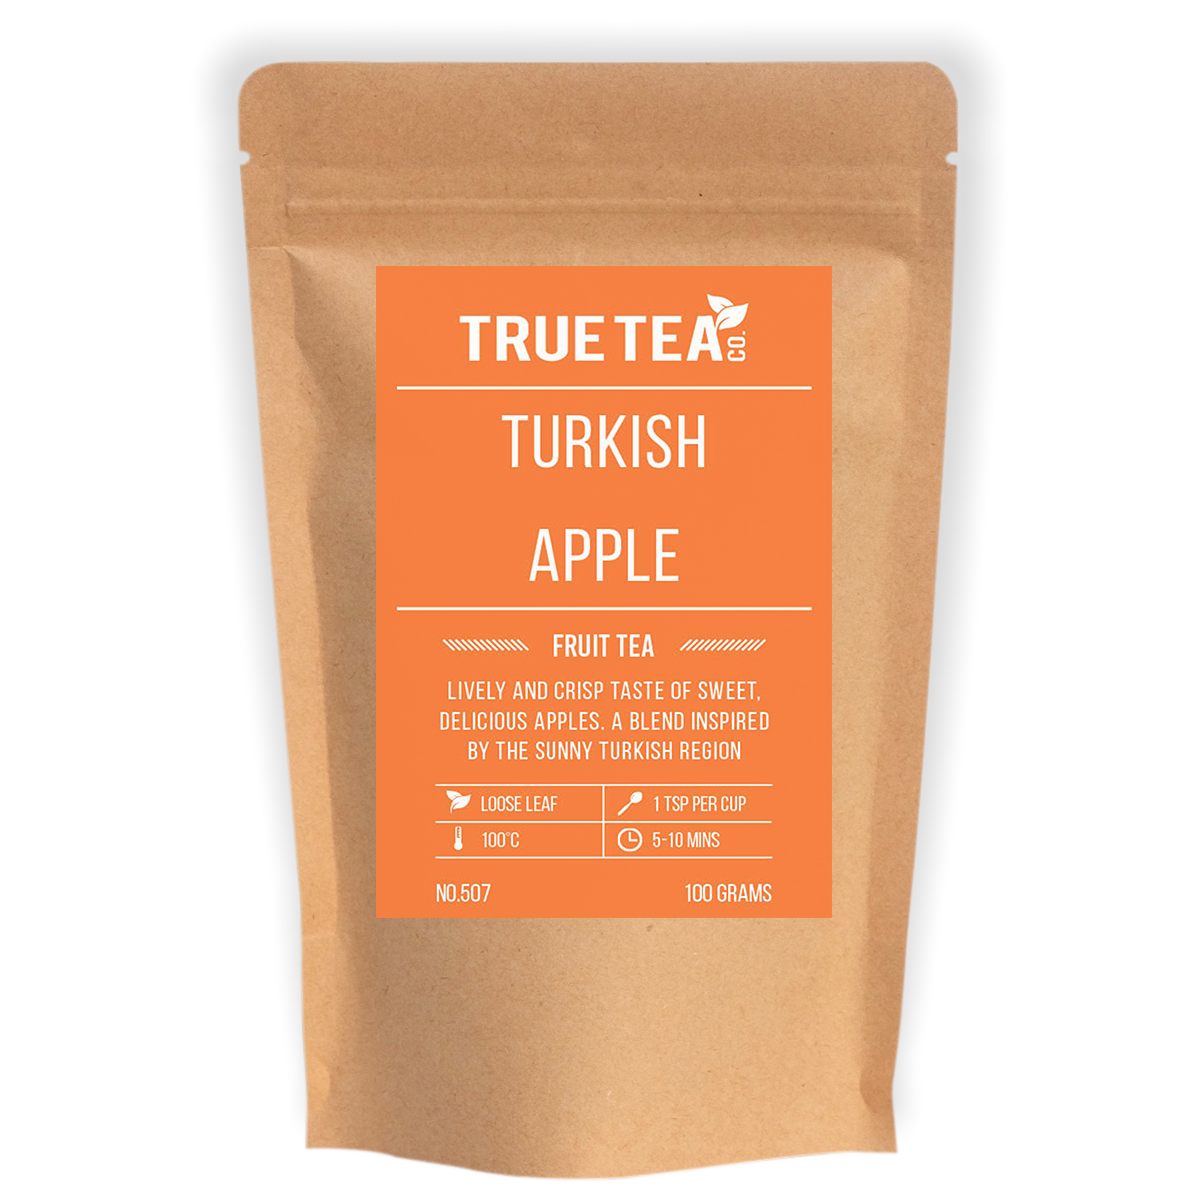 TRUE TEA CO.
TURKISH
APPLE
FRUIT TEA
LIVELY AND CRISP TASTE OF SWEET,
DELICIOUS APPLES. A BLEND INSPIRED
BY THE SUNNY TURKISH REGION
LOOSE LEAF
1 TSP PER CUP
100°C
5-10 MINS
NO.507
100 GRAMS